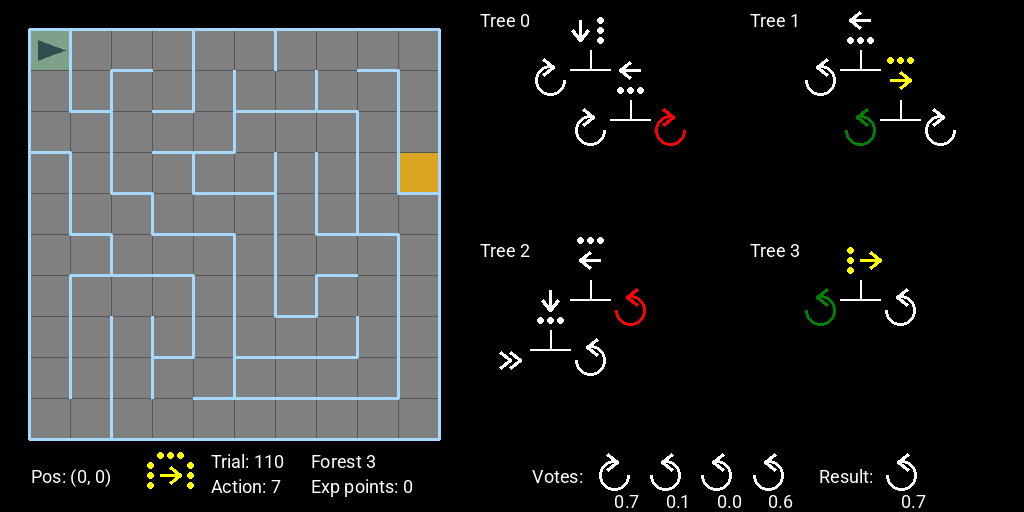 Tree 0
Tree 1
Tree 2
Tree 3
Pos: (0, 0)
Trial: 110
Action: 7
Forest 3
Exp points: 0
Votes:
0.7
0.1
0.0
0.6
Result:
0.7